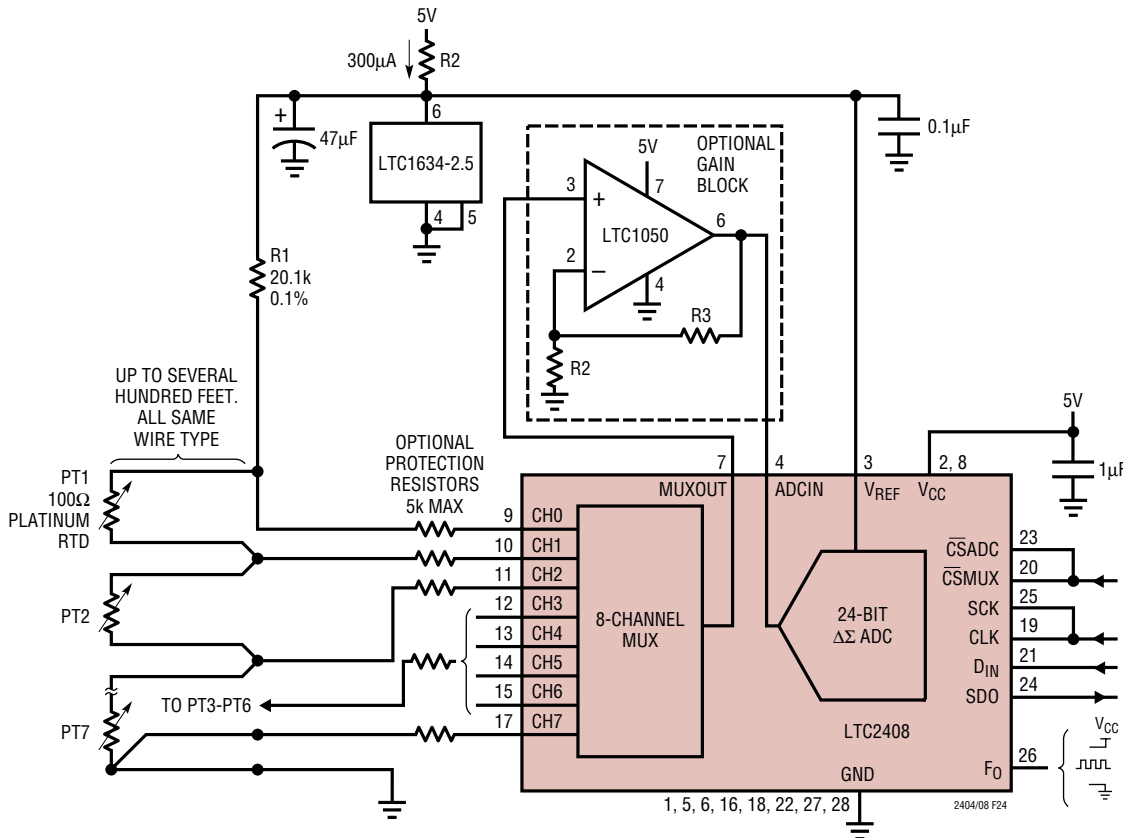 5V
300µA
R2
6
+
47µF
LTC1634-2.5
4
5
0.1µF
OPTIONAL
GAIN
BLOCK
5V
7
3
+
LTC1050
6
2
–
4
R3
R2
R1
20.1k
0.1%
UP TO SEVERAL
HUNDRED FEET.
ALL SAME
WIRE TYPE
PT1
100Ω
PLATINUM
RTD
PT2
PT7
TO PT3-PT6
OPTIONAL
PROTECTION
RESISTORS
5k MAX
9
CH0
10
CH1
11
CH2
12
CH3
13
CH4
14
CH5
15
CH6
17
CH7
8-CHANNEL
MUX
7
MUXOUT
4
ADCIN
3
VREF
2, 8
VCC
5V
1µF
24-BIT
ΔΣ ADC
LTC2408
CSADC
23
CSMUX
20
SCK
25
CLK
19
DIN
21
SDO
24
FO
26
VCC
GND
1, 5, 6, 16, 18, 22, 27, 28
2404/08 F24